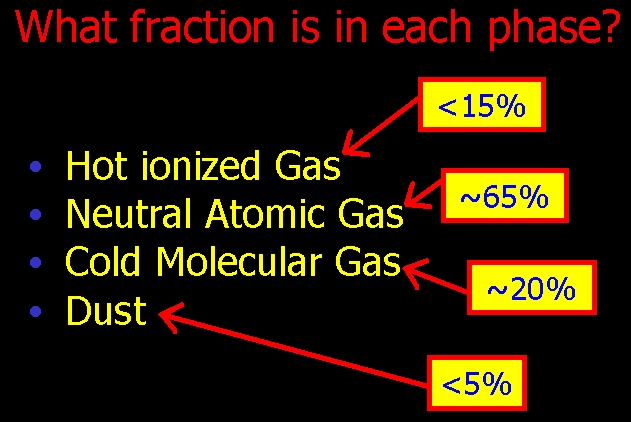 What fraction is in each phase?
<15%
• Hot ionized Gas
~65%
• Neutral Atomic Gas
• Cold Molecular Gas
~20%
• Dust
<5%